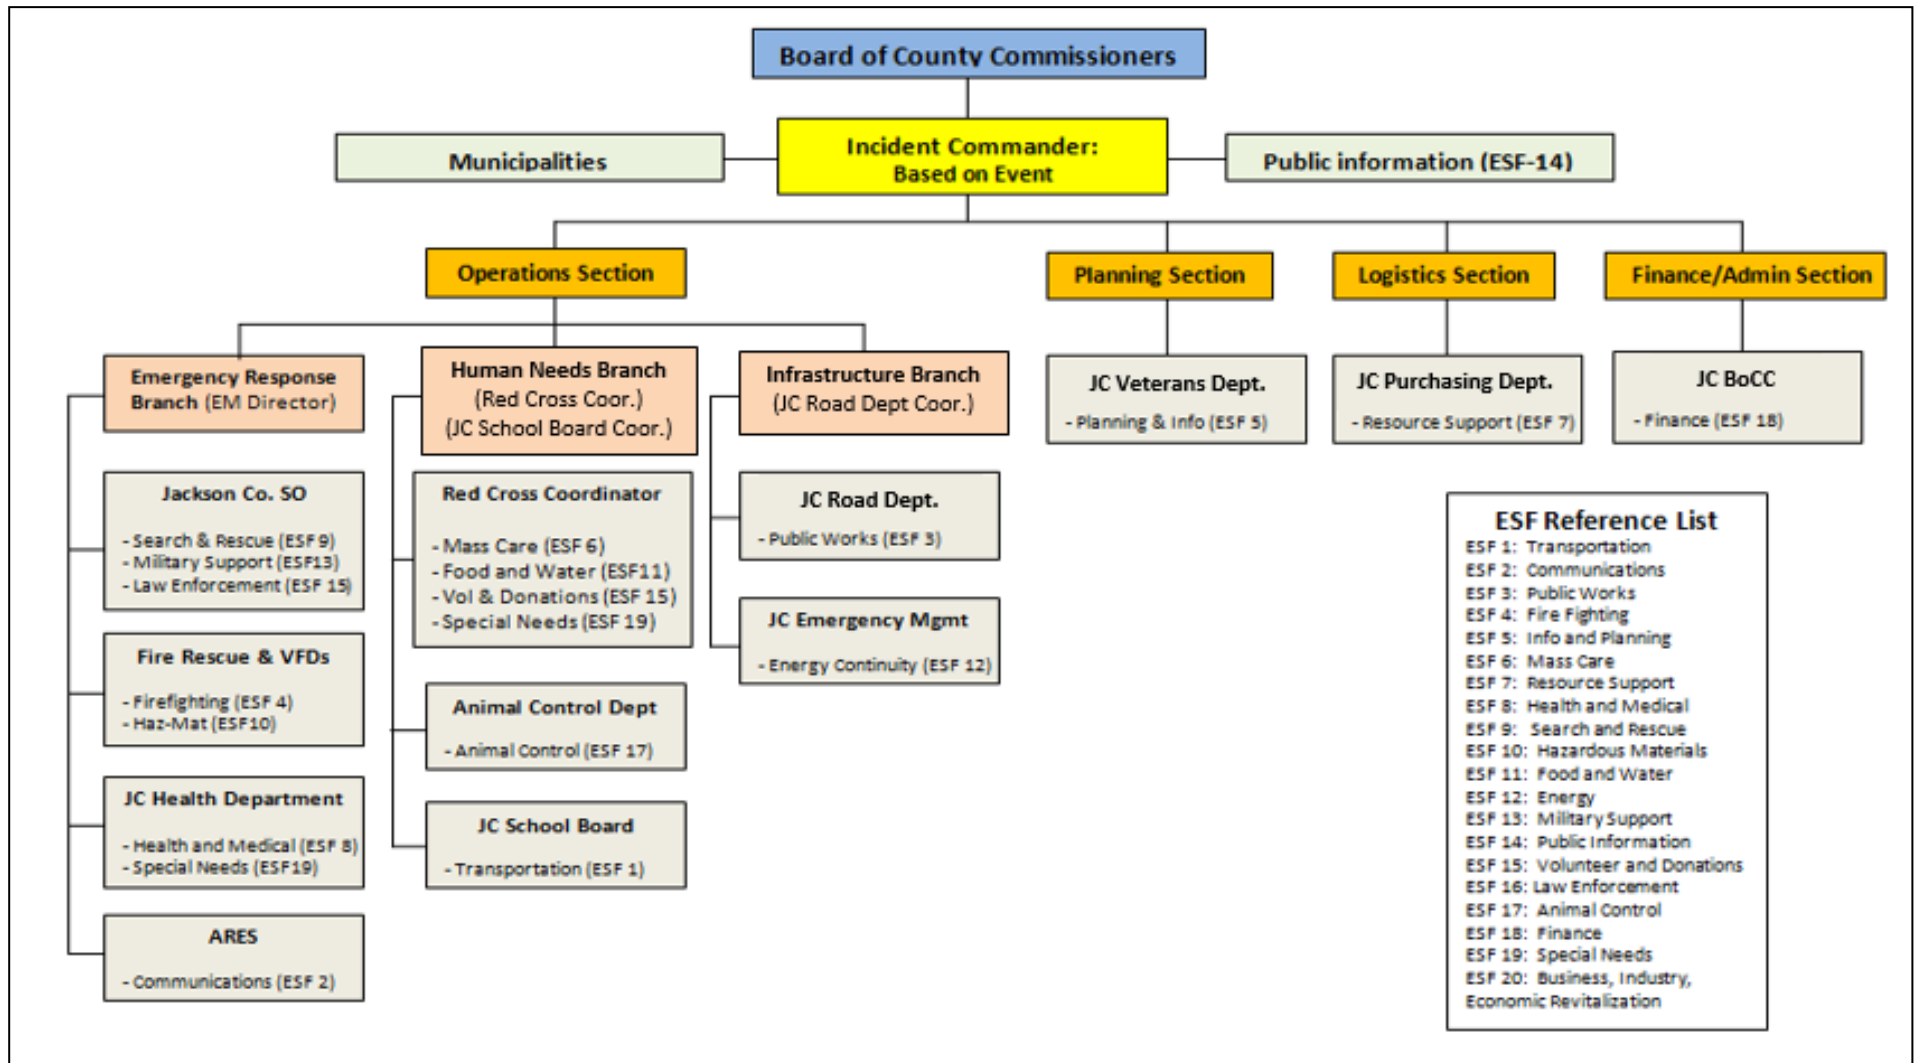 Board of County Commissioners
Municipalities
Incident Commander:
Based on Event
Public information (ESF-14)
Operations Section
Planning Section
Logistics Section
Finance/Admin Section
Emergency Response
Branch (EM Director)
Human Needs Branch
(Red Cross Coor.)
(JC School Board Coor.)
Infrastructure Branch
(JC Road Dept Coor.)
JC Veterans Dept.
- Planning & Info (ESF 5)
JC Purchasing Dept.
- Resource Support (ESF 7)
JC BoCC
- Finance (ESF 18)
Jackson Co. SO
- Search & Rescue (ESF 9)
- Military Support (ESF13)
- Law Enforcement (ESF 15)
Fire Rescue & VFDs
- Firefighting (ESF 4)
- Haz-Mat (ESF10)
JC Health Department
- Health and Medical (ESF 8)
- Special Needs (ESF19)
ARES
- Communications (ESF 2)
Red Cross Coordinator
- Mass Care (ESF 6)
- Food and Water (ESF11)
- Vol & Donations (ESF 15)
- Special Needs (ESF 19)
Animal Control Dept
- Animal Control (ESF 17)
JC School Board
- Transportation (ESF 1)
JC Road Dept.
- Public Works (ESF 3)
JC Emergency Mgmt
- Energy Continuity (ESF 12)
ESF Reference List
ESF 1: Transportation
ESF 2: Communications
ESF 3: Public Works
ESF 4: Fire Fighting
ESF 5: Info and Planning
ESF 6: Mass Care
ESF 7: Resource Support
ESF 8: Health and Medical
ESF 9: Search and Rescue
ESF 10: Hazardous Materials
ESF 11: Food and Water
ESF 12: Energy
ESF 13: Military Support
ESF 14: Public Information
ESF 15: Volunteer and Donations
ESF 16: Law Enforcement
ESF 17: Animal Control
ESF 18: Finance
ESF 19: Special Needs
ESF 20: Business, Industry,
Economic Revitalization